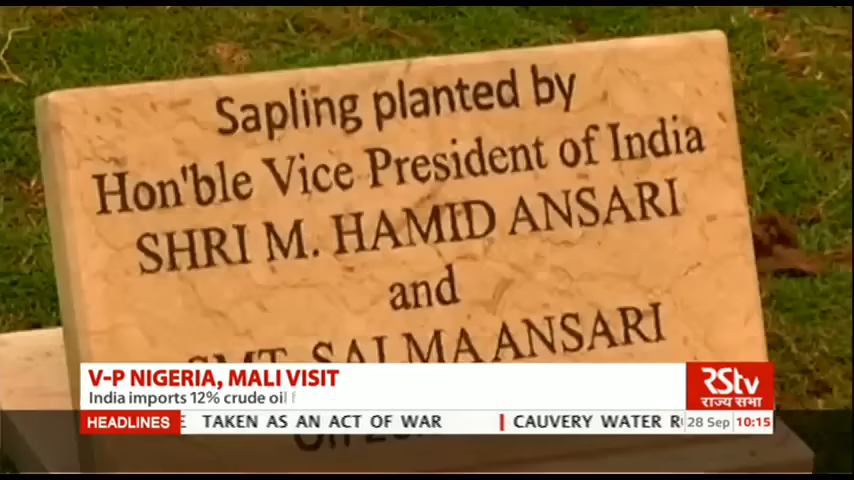 Sapling planted by
Hon'ble Vice President of India
SHRI M. HAMID ANSARI
and
SMT. SALMA ANSARI
V-P NIGERIA, MALI VISIT
India imports 12% crude oil
RSTV
राज्य सभा
HEADLINES
E TAKEN AS AN ACT OF WAR
CAUVERY WATER
28 Sep 10:15